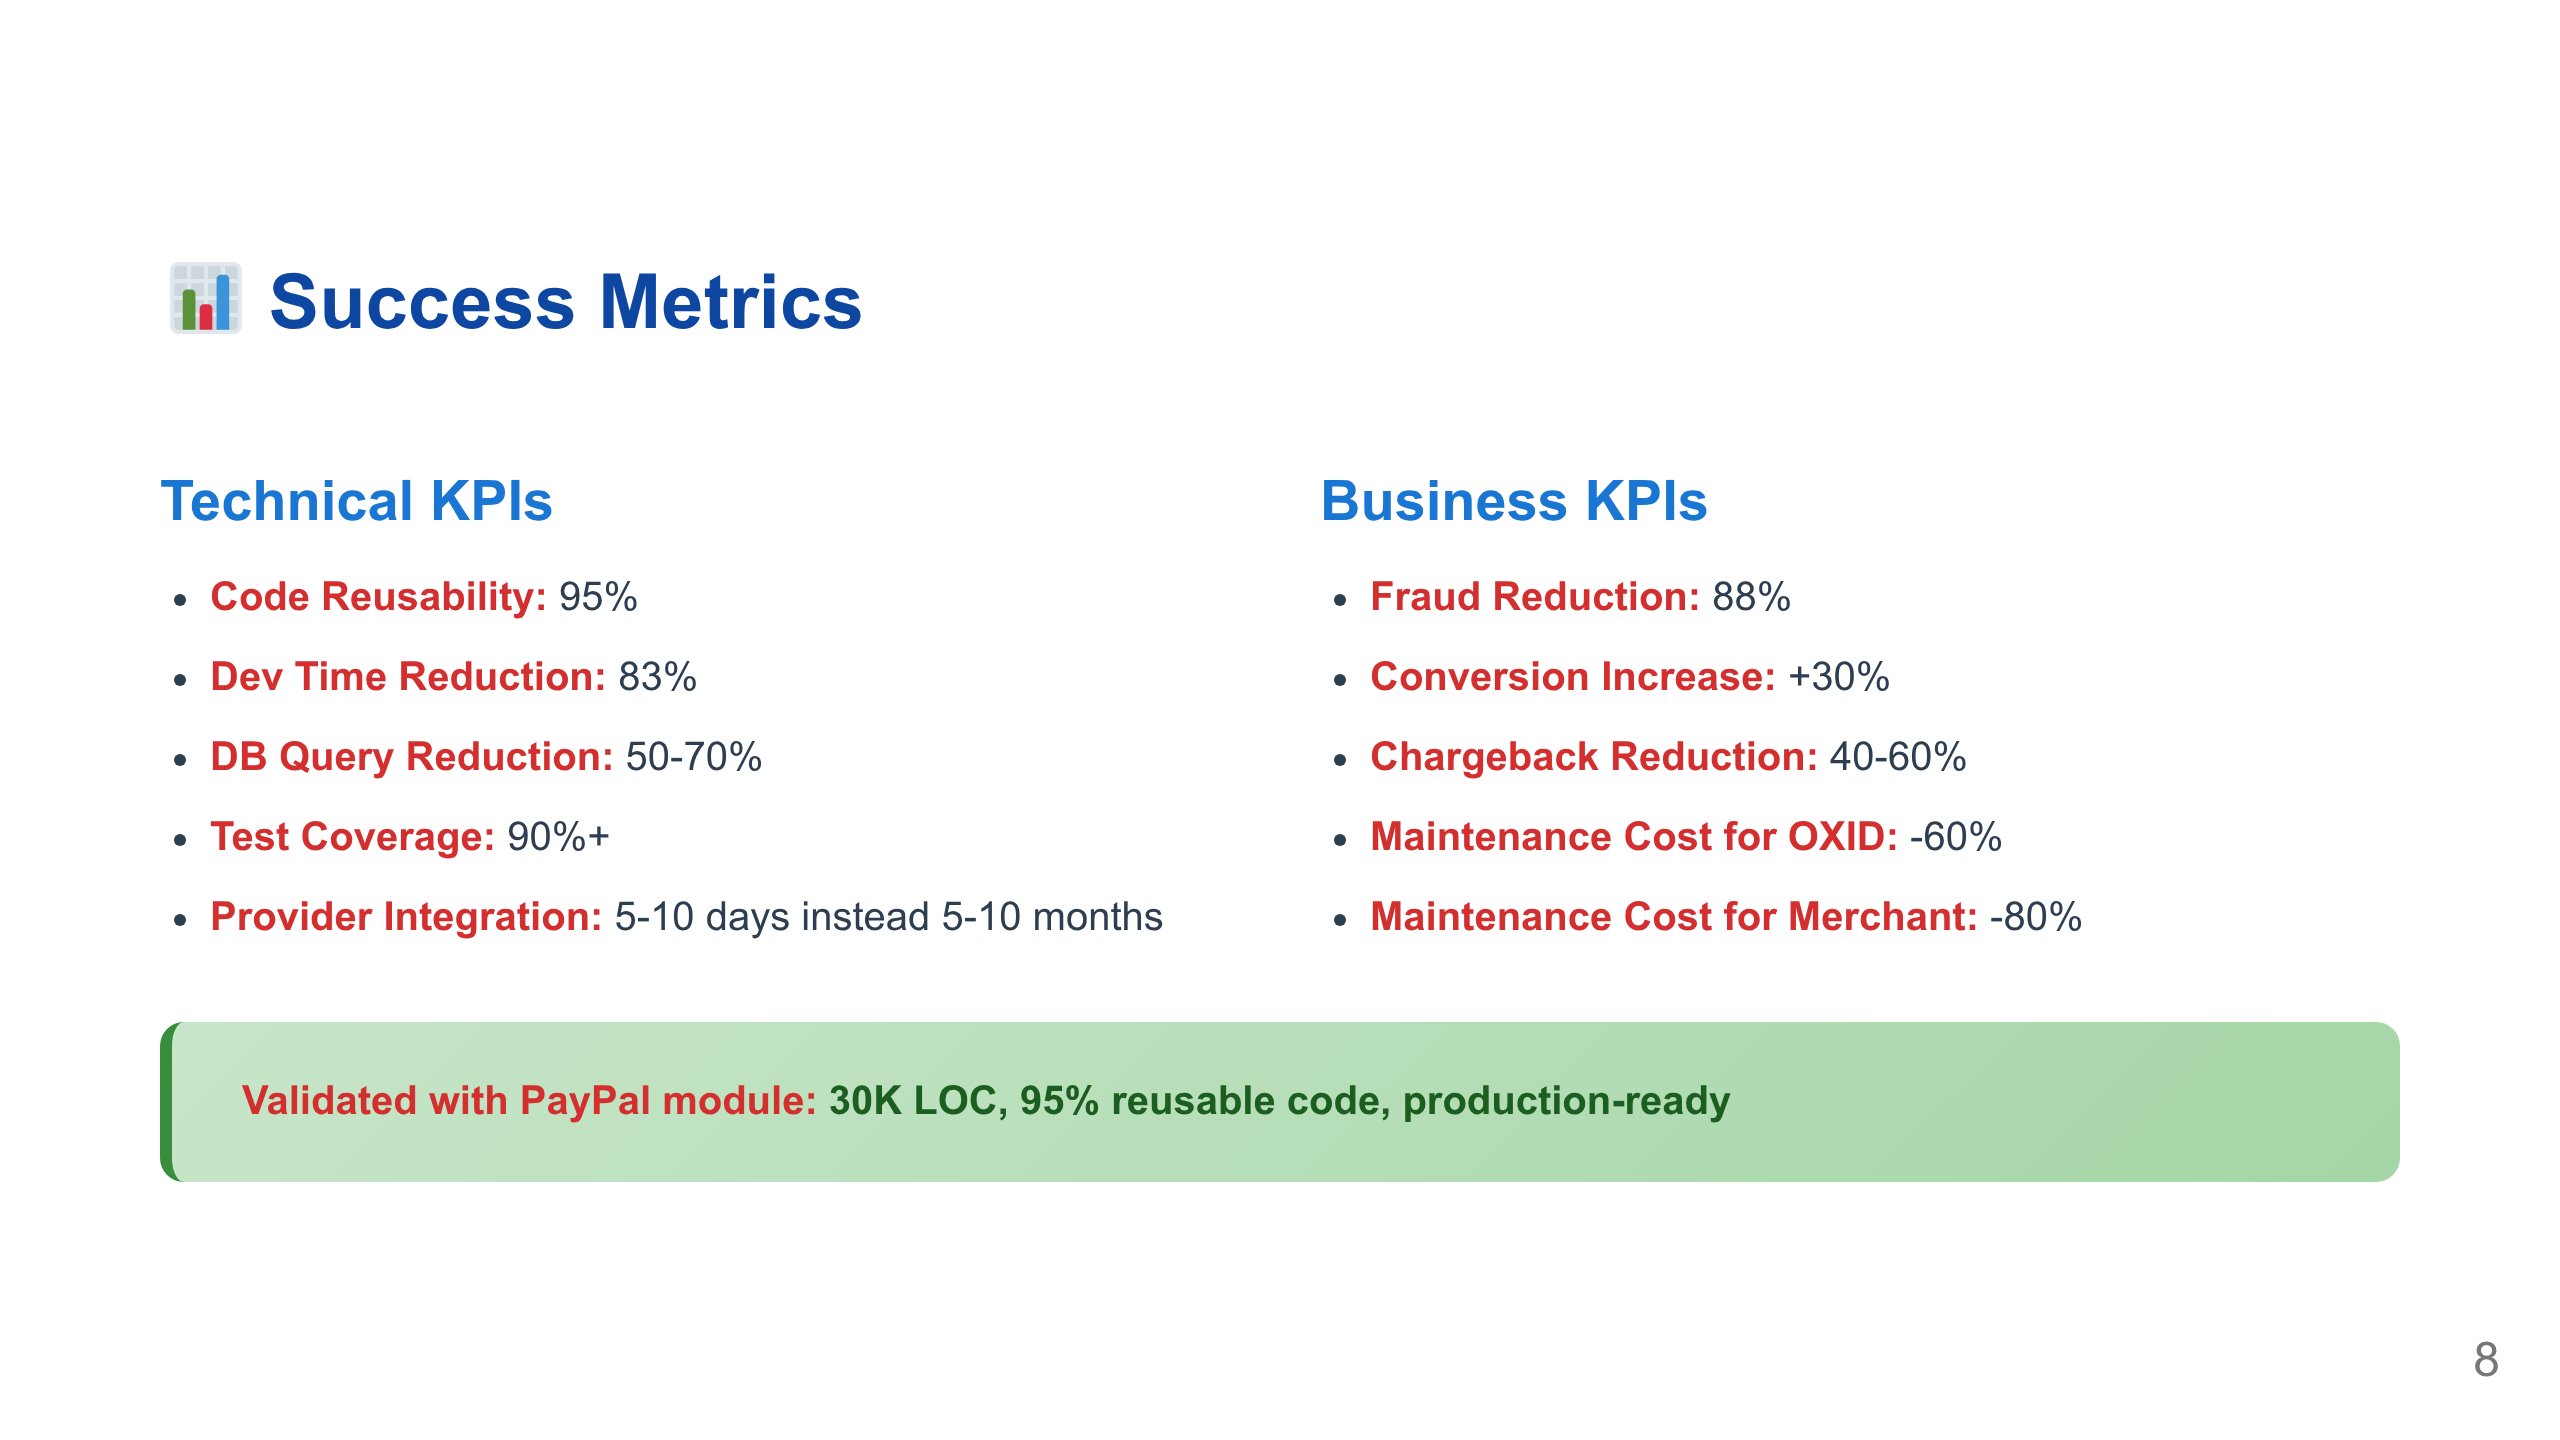 Success Metrics
Technical KPIs
Code Reusability: 95%
Dev Time Reduction: 83%
DB Query Reduction: 50-70%
Test Coverage: 90%+
Provider Integration: 5-10 days instead 5-10 months
Business KPIs
Fraud Reduction: 88%
Conversion Increase: +30%
Chargeback Reduction: 40-60%
Maintenance Cost for OXID: -60%
Maintenance Cost for Merchant: -80%
Validated with PayPal module: 30K LOC, 95% reusable code, production-ready
8